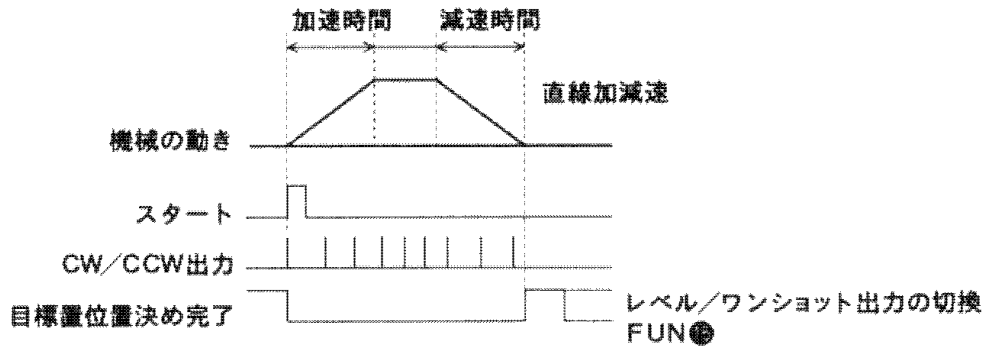 加速時間
減速時間
直線加減速
機械の動き
スタート
CW/CCW出力
目標置位置決め完了
レベル/ワンショット出力の切換
FUN